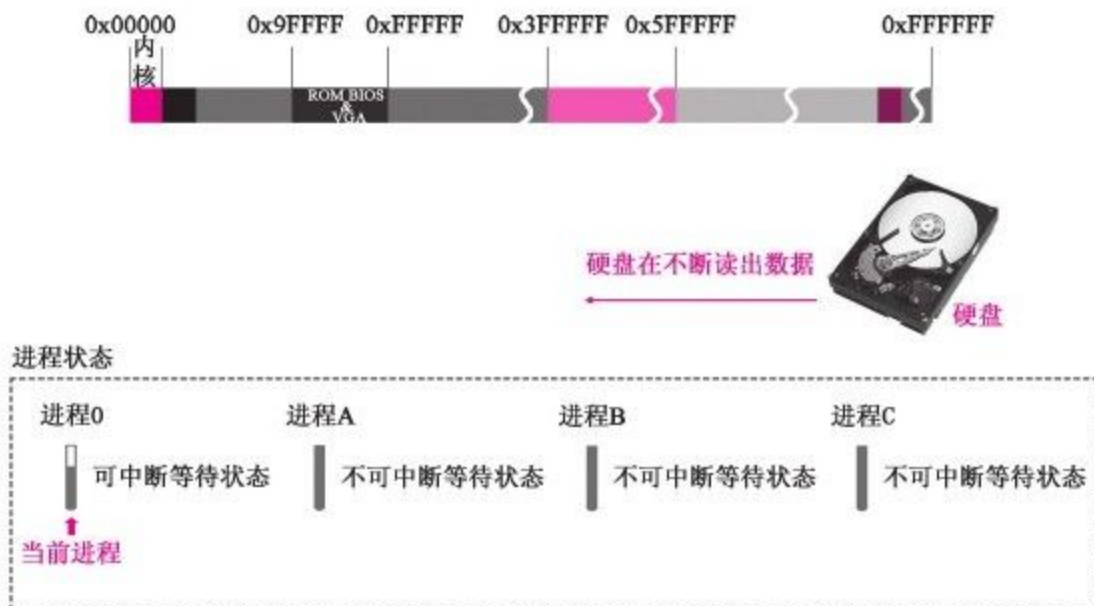 0x00000 0x9FFFF 0xFFFFF 0x3FFFFF 0x5FFFFF 0xFFFFFF
内
核
ROM BIOS
&
VGA
硬盘在不断读出数据
硬盘
进程状态
进程0 进程A 进程B 进程C
可中断等待状态 不可中断等待状态 不可中断等待状态 不可中断等待状态
当前进程